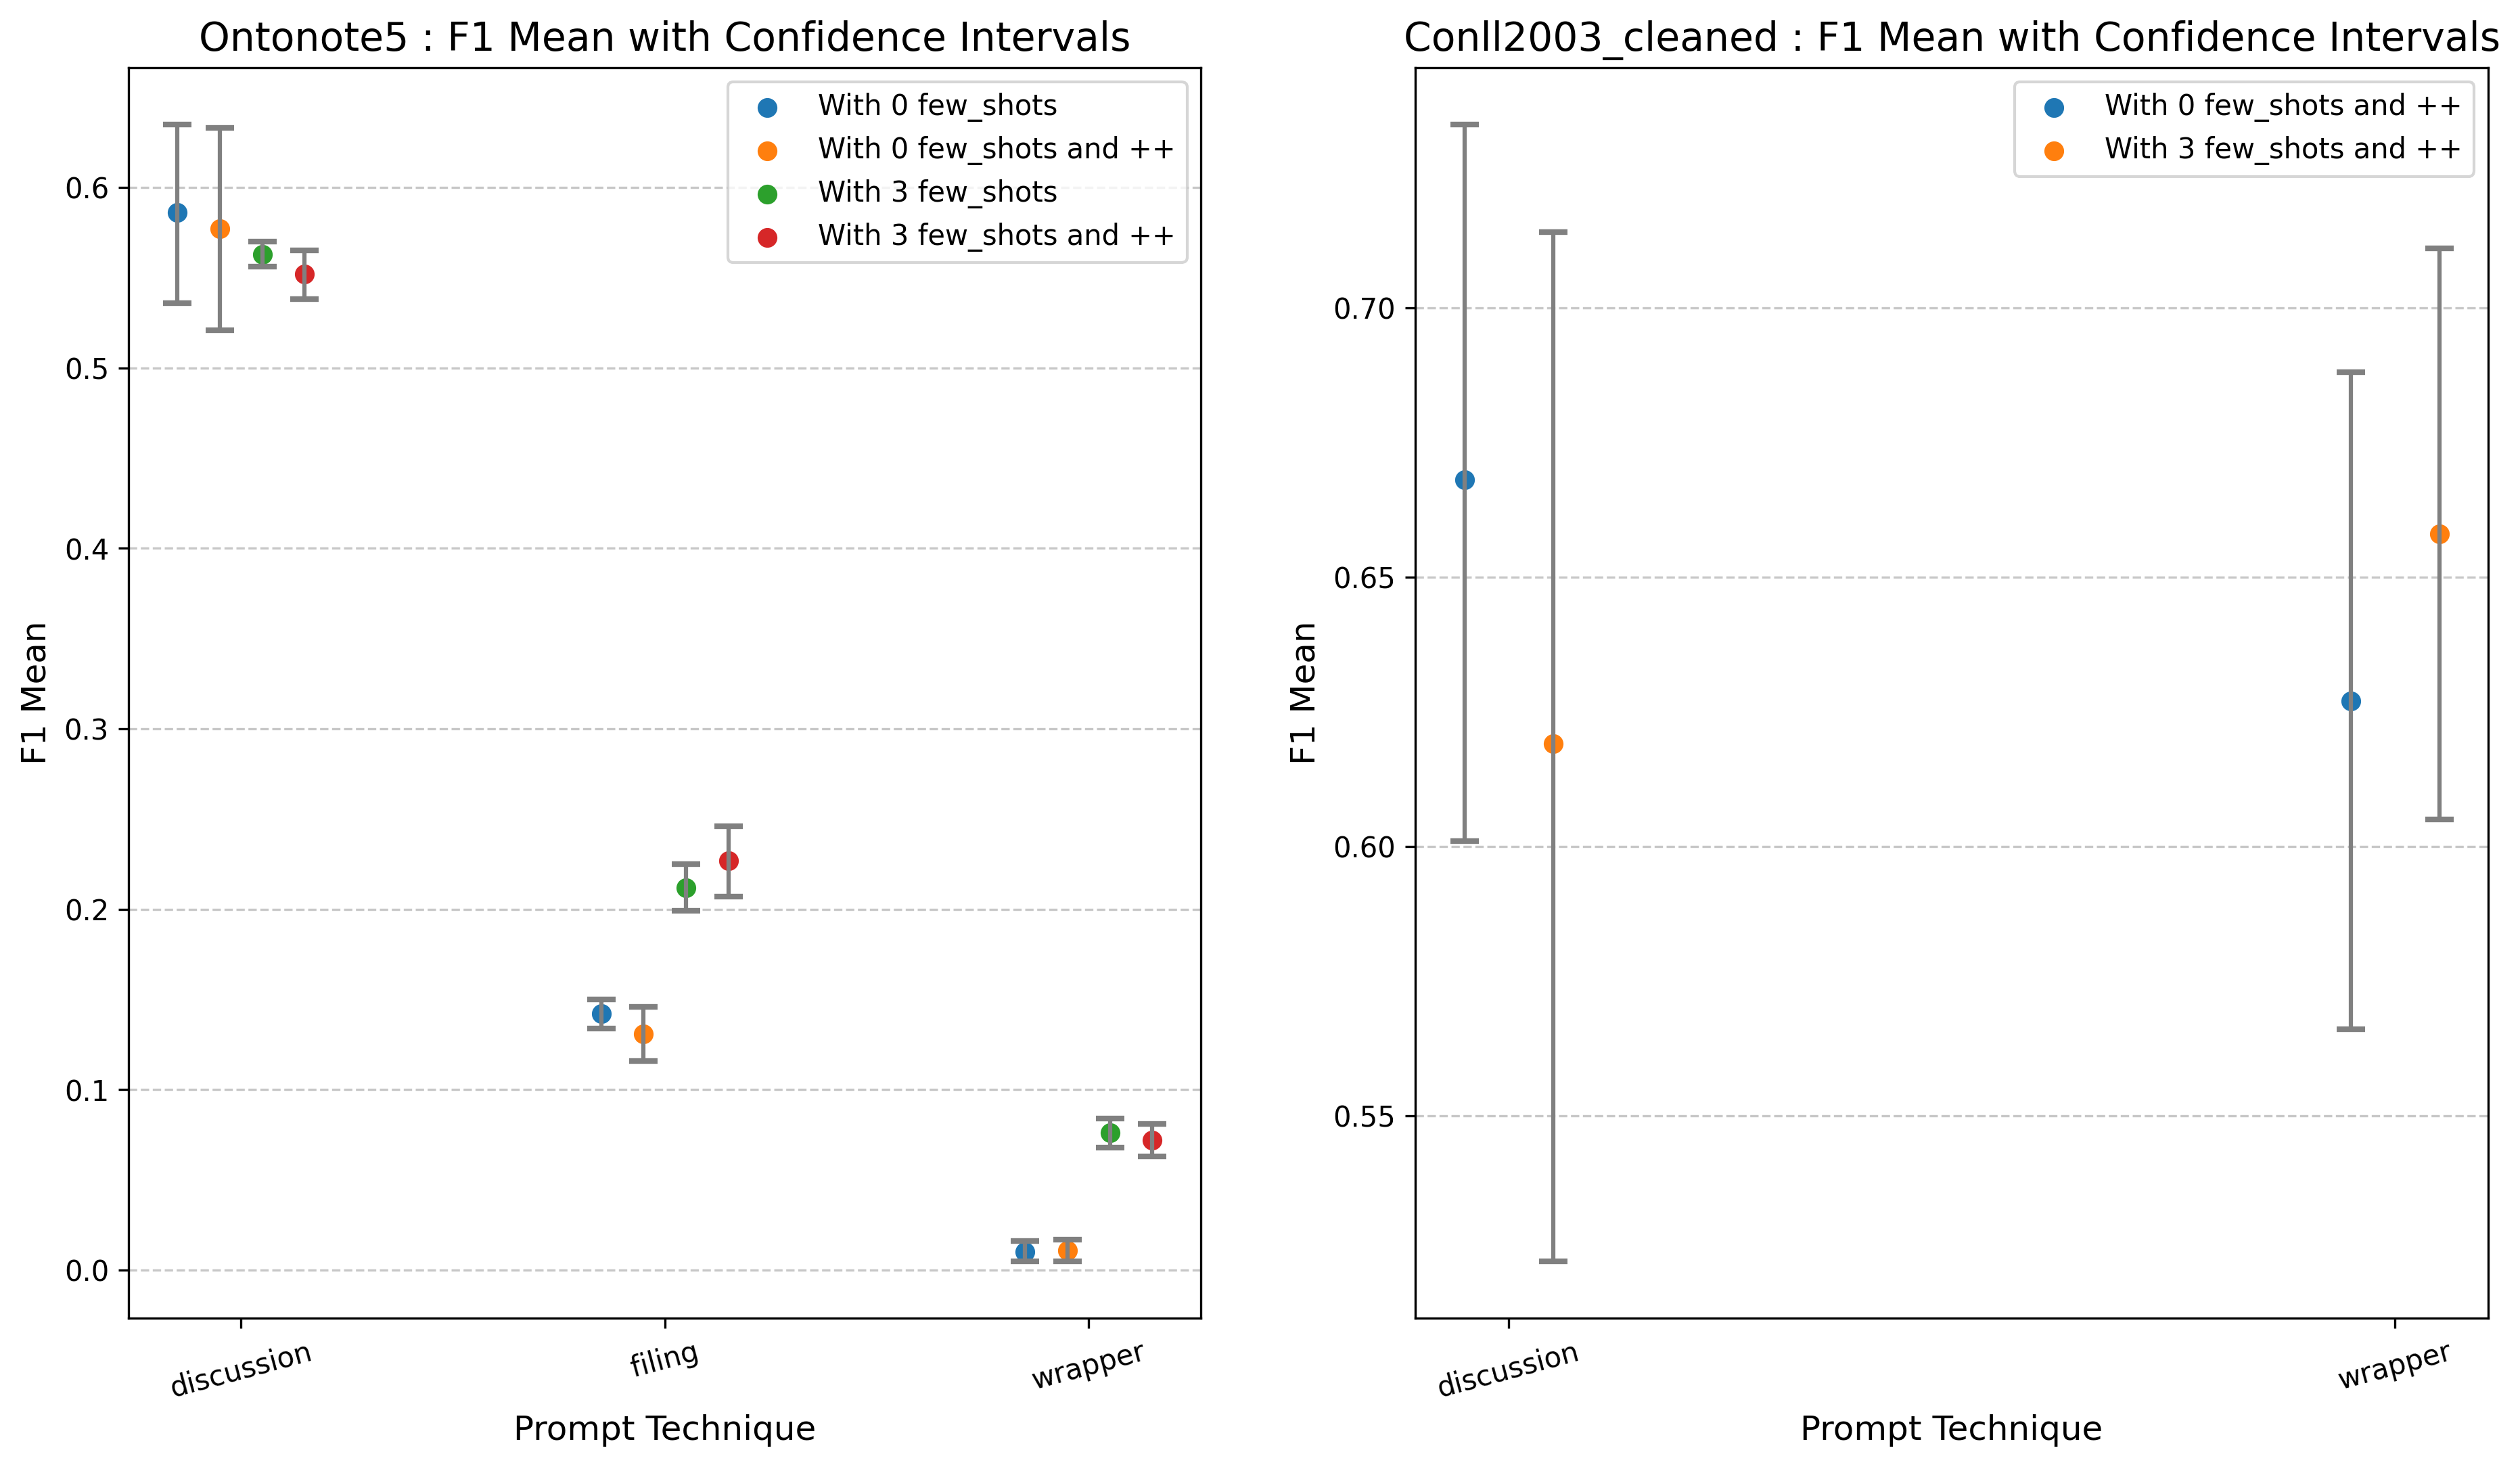 Ontonote5 : F1 Mean with Confidence Intervals
With 0 few_shots
With 0 few_shots and ++
With 3 few_shots
With 3 few_shots and ++
0.6
0.5
0.4
0.3
0.2
0.1
0.0
F1 Mean
discussion
filing
wrapper
Prompt Technique
Conll2003_cleaned : F1 Mean with Confidence Intervals
With 0 few_shots and ++
With 3 few_shots and ++
0.70
0.65
0.60
0.55
F1 Mean
discussion
wrapper
Prompt Technique